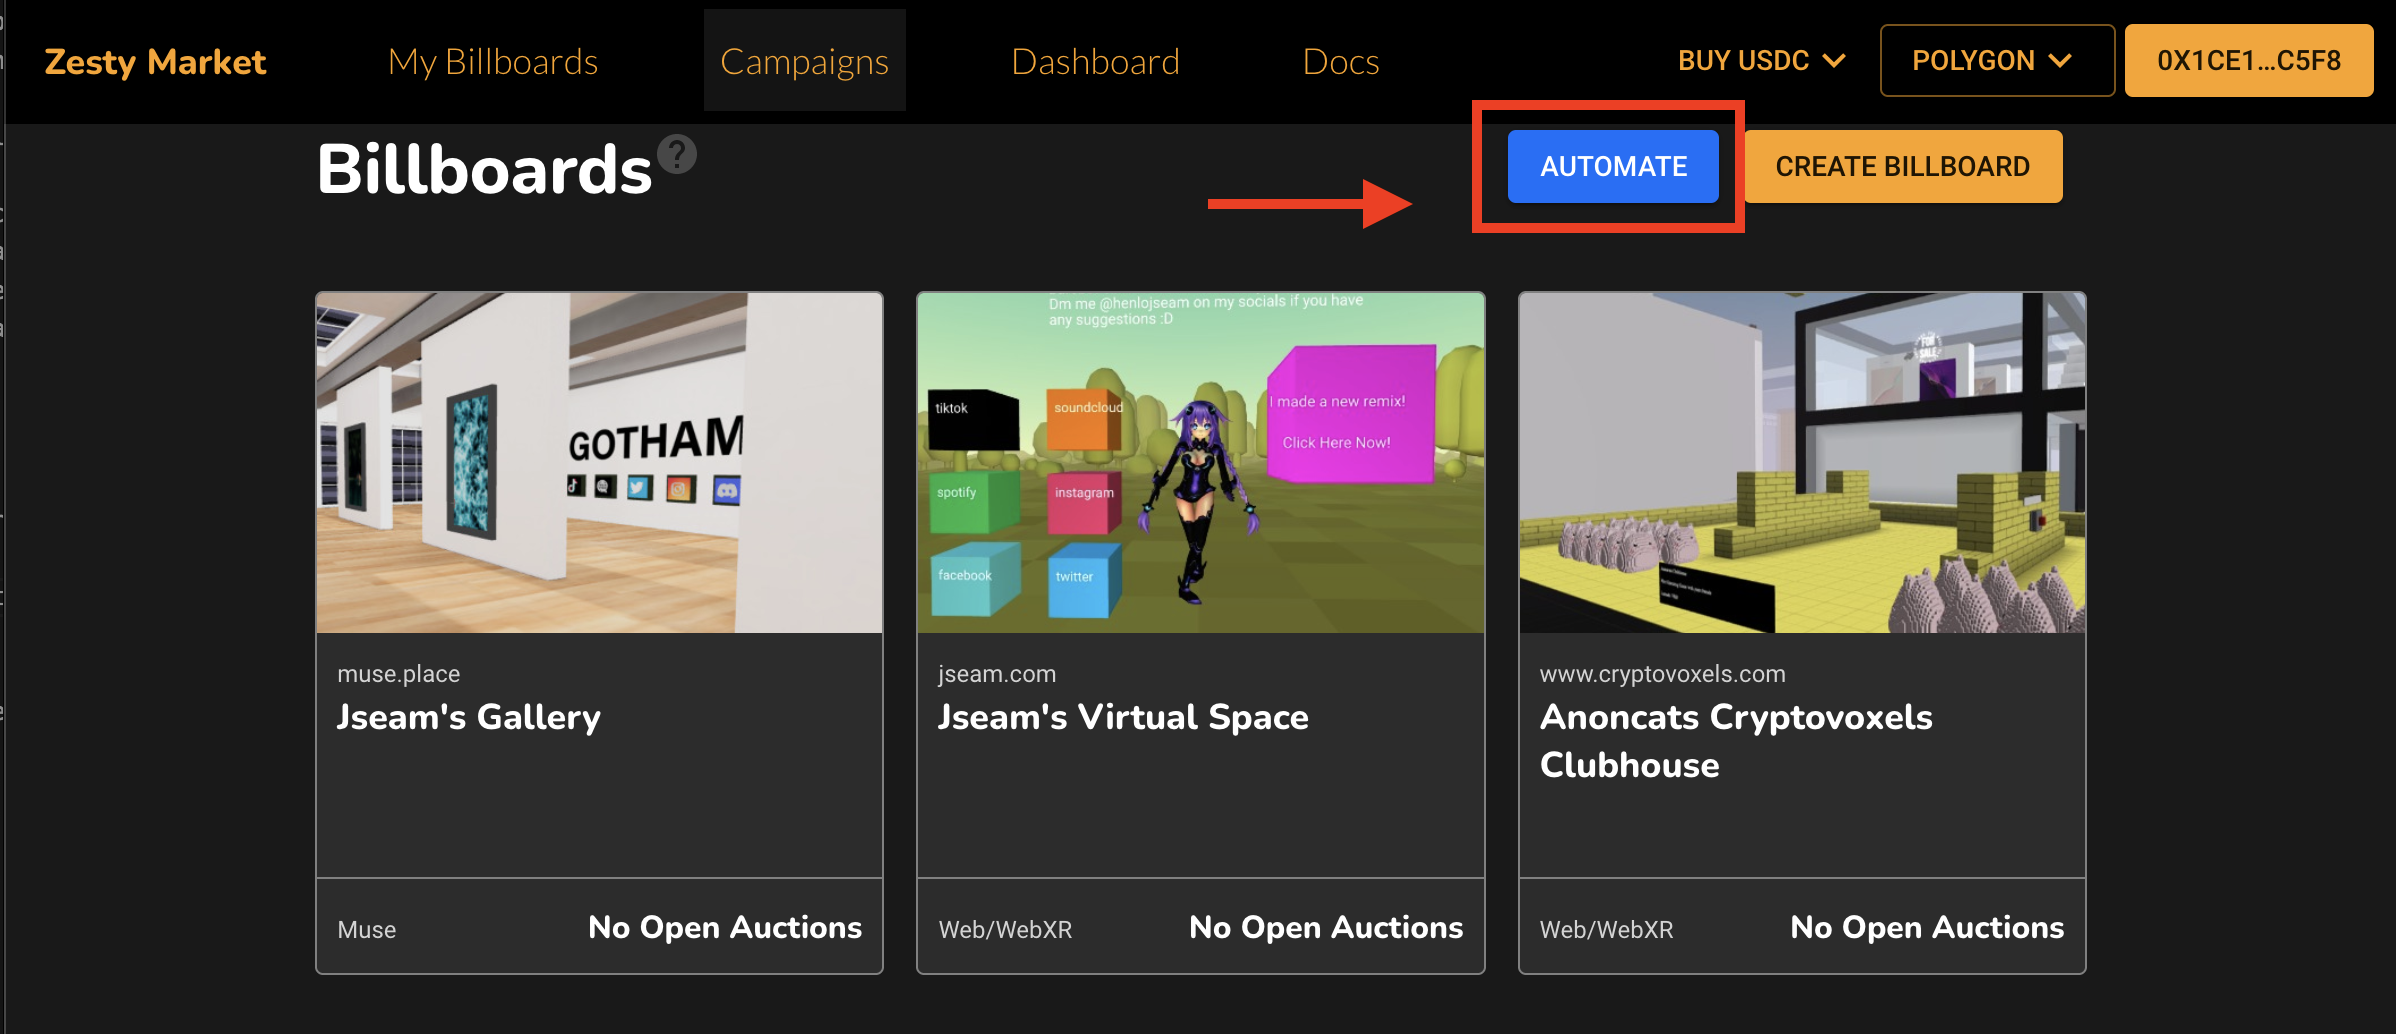 Zesty Market My Billboards Campaigns Dashboard Docs BUY USDC POLYGON 0X1CE1...C5F8
Billboards ? AUTOMATE CREATE BILLBOARD
GOTHAM
Dm me @henlojseam on my socials if you have
any suggestions :D
tiktok soundcloud
spotify instagram
facebook twitter
I made a new remix!
Click Here Now!
FOR
SALE
muse.place
Jseam's Gallery
Muse No Open Auctions
jseam.com
Jseam's Virtual Space
Web/WebXR No Open Auctions
www.cryptovoxels.com
Anoncats Cryptovoxels
Clubhouse
Web/WebXR No Open Auctions